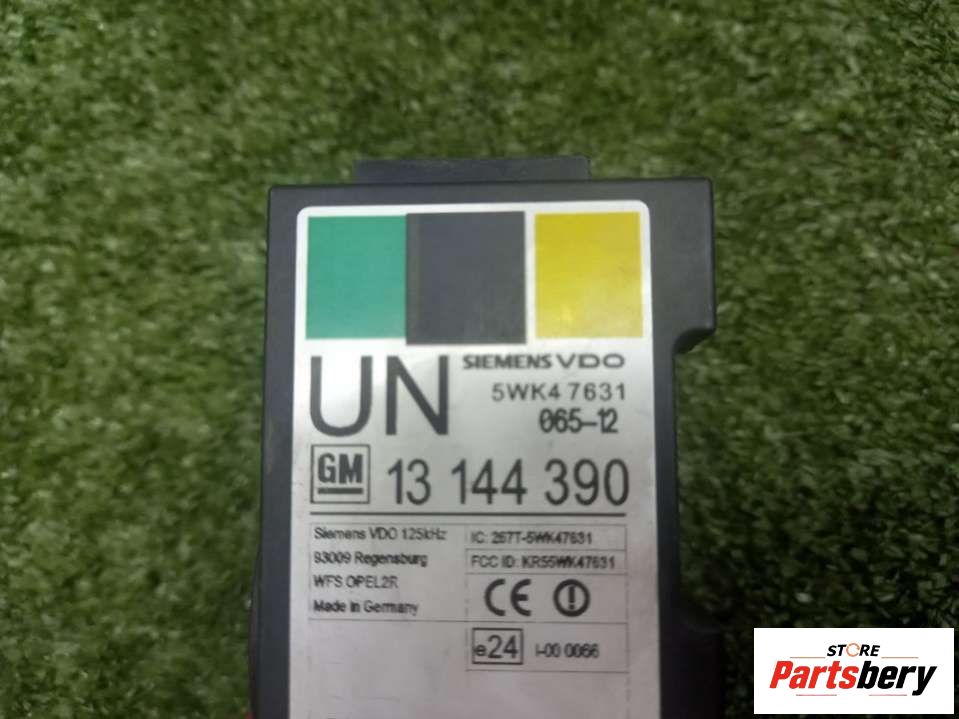 UN
SIEMENS VDO
5WK4 7631
065-12
GM 13 144 390
Siemens VDO 125kHz
93009 Regensburg
WFS OPEL2R
Made in Germany
IC: 267T-5WK47631
FCC ID: KR55WK47631
CE
e24 I-00 0066
STORE
Partsbery